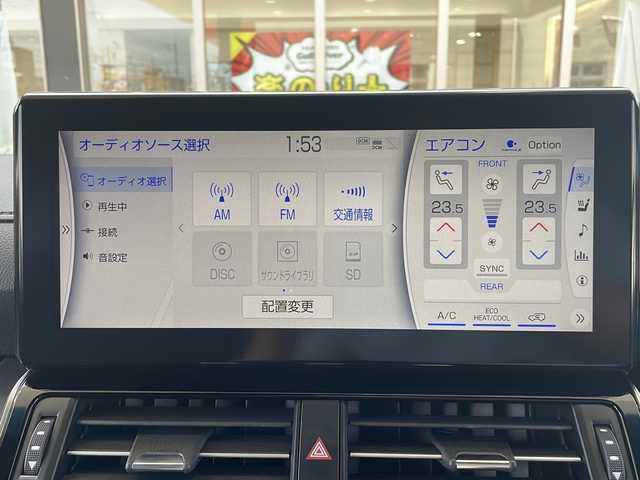 オーディオソース選択
1:53
DCM
エアコン
Option
オーディオ選択
再生中
接続
音設定
AM
FM
交通情報
DISC
サウンドライブラリ
SD
配置変更
FRONT
23.5
23.5
SYNC
REAR
A/C
ECO
HEAT/COOL